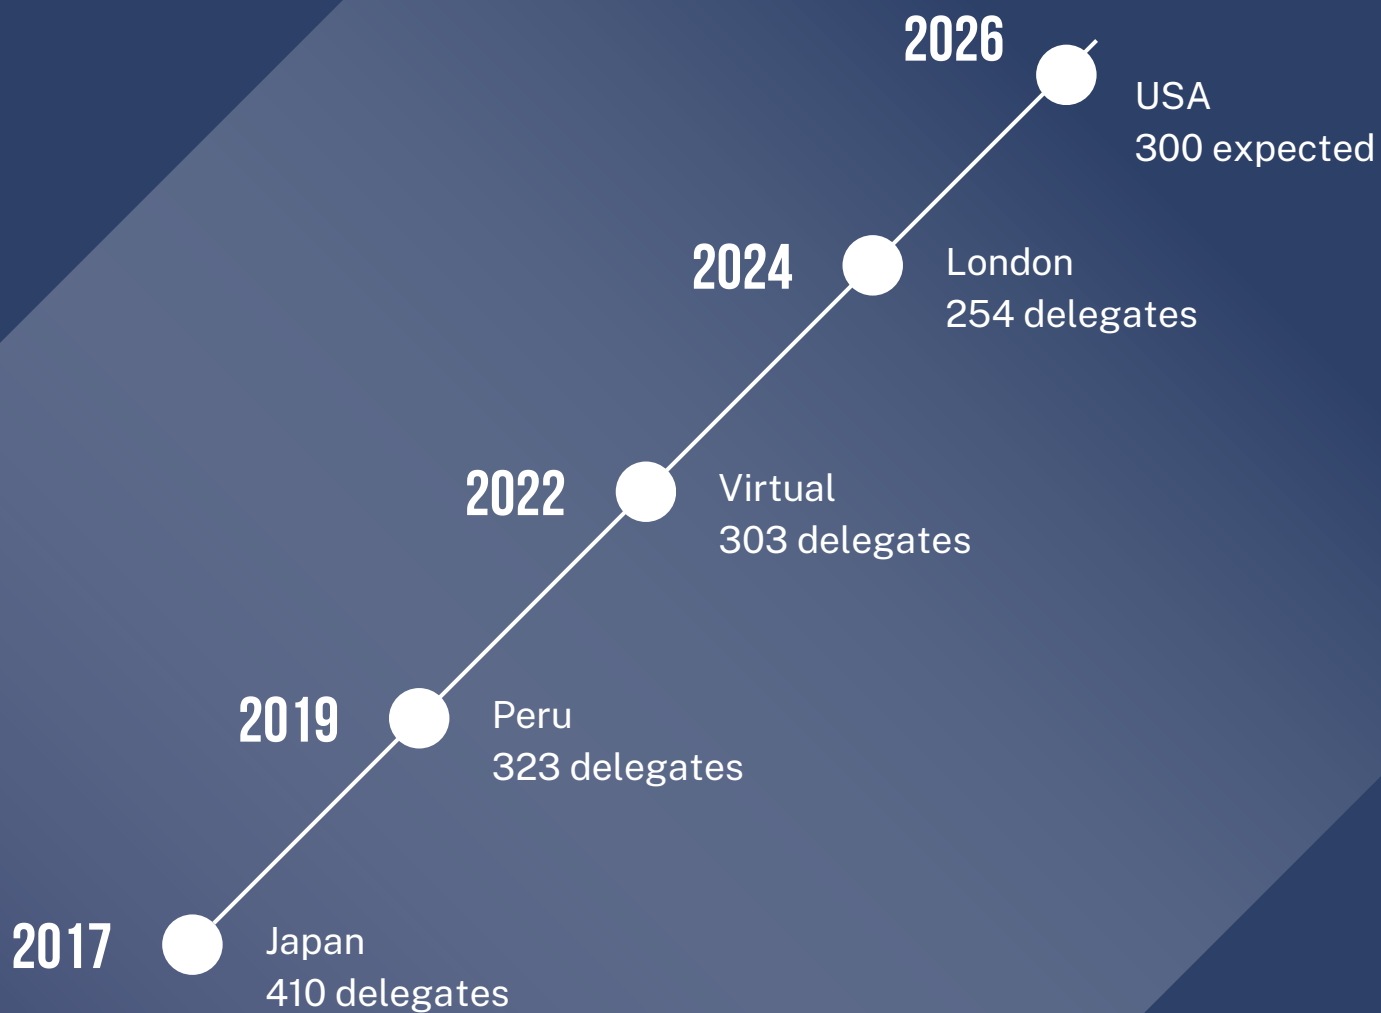 2026
USA
300 expected
2024
London
254 delegates
2022
Virtual
303 delegates
2019
Peru
323 delegates
2017
Japan
410 delegates